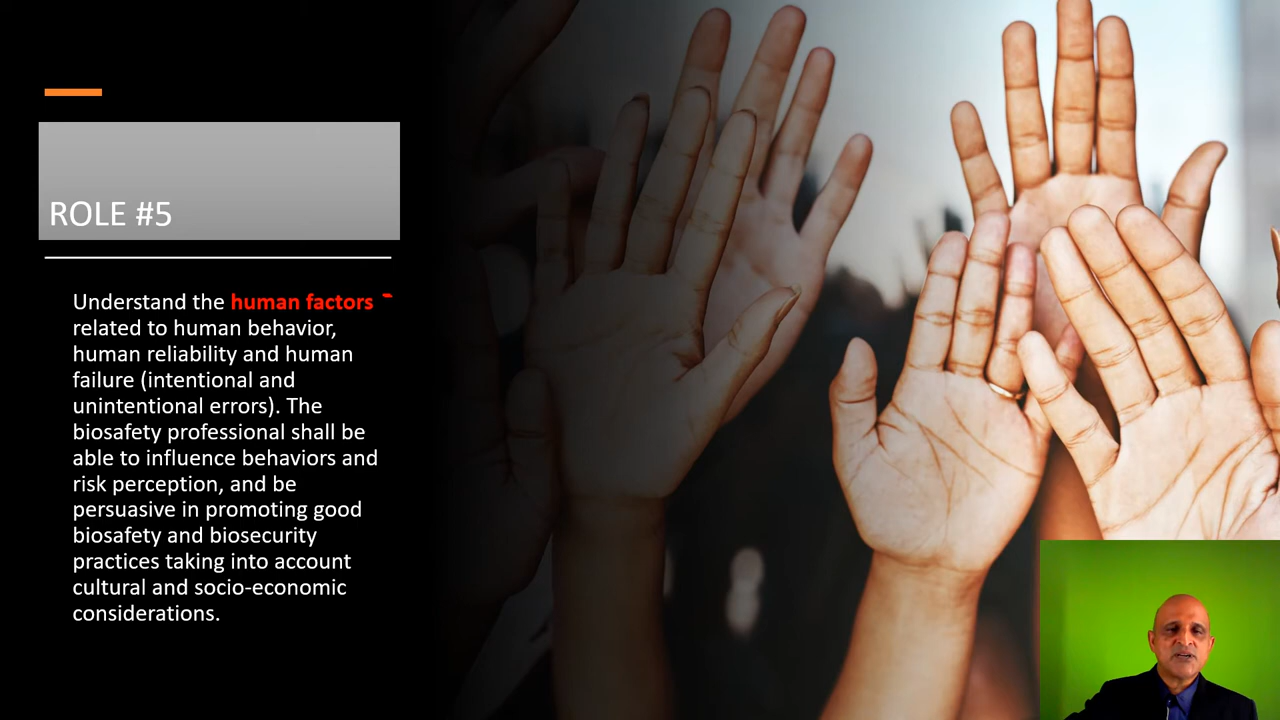 ROLE #5
Understand the human factors
related to human behavior,
human reliability and human
failure (intentional and
unintentional errors). The
biosafety professional shall be
able to influence behaviors and
risk perception, and be
persuasive in promoting good
biosafety and biosecurity
practices taking into account
cultural and socio-economic
considerations.